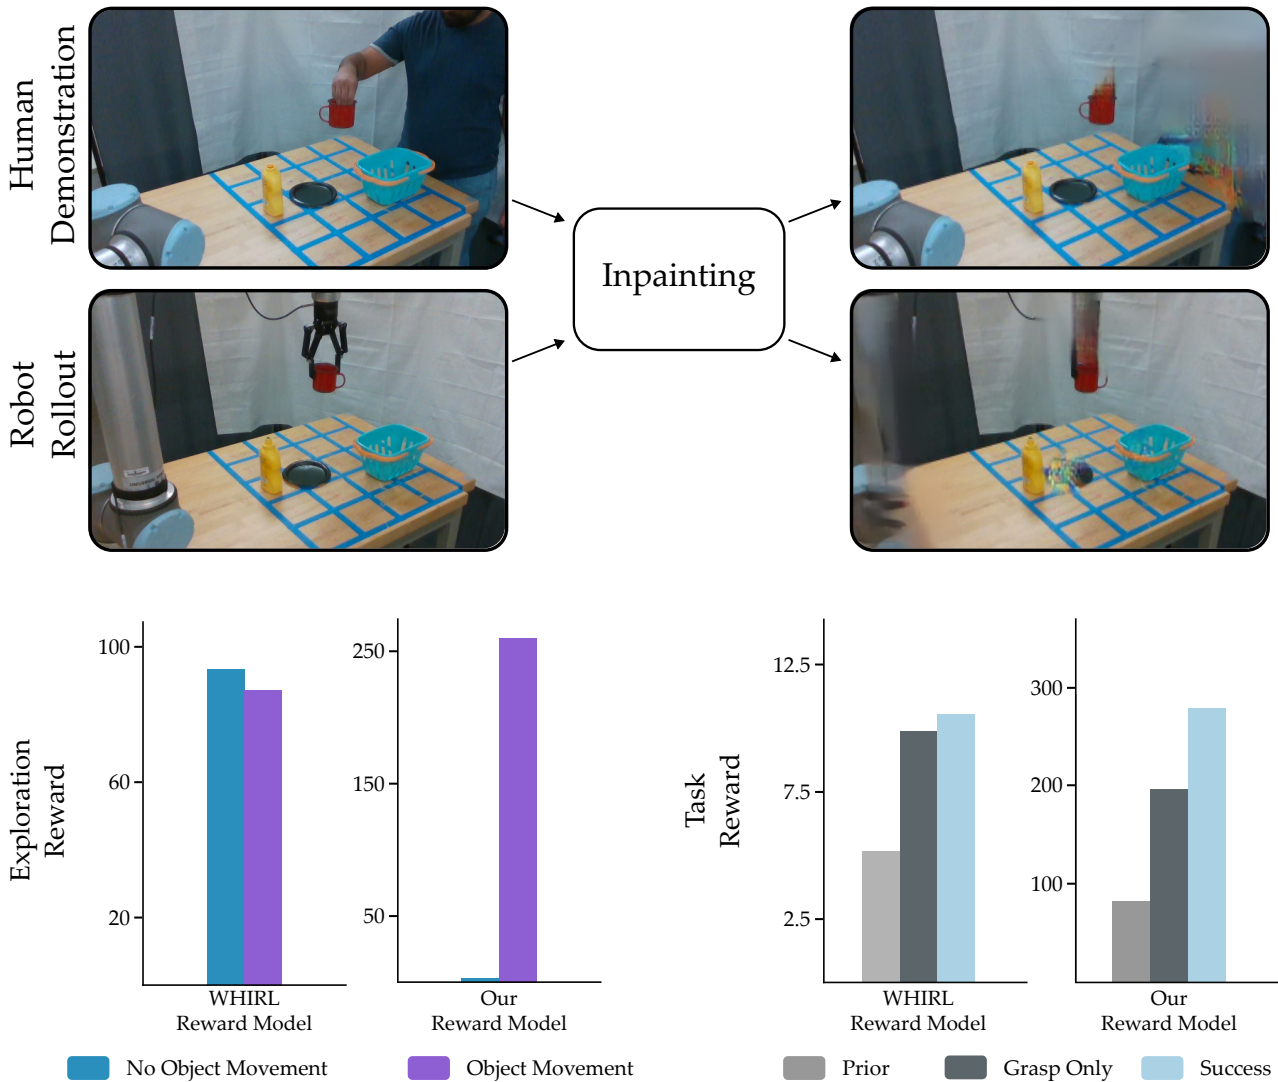 Human
Demonstration
Inpainting
Robot
Rollout
Exploration
Reward
100
60
20
WHIRL
Reward Model
250
150
50
Our
Reward Model
Task
Reward
12.5
7.5
2.5
WHIRL
Reward Model
300
200
100
Our
Reward Model
No Object Movement
Object Movement
Prior
Grasp Only
Success